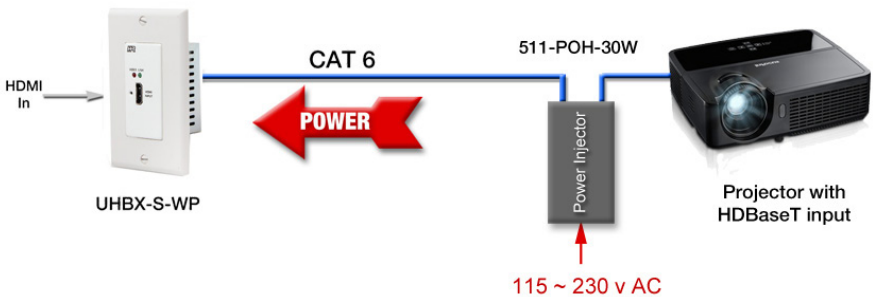 HDMI
In
CAT 6
POWER
511-POH-30W
Power Injector
UHBX-S-WP
Projector with
HDBaseT input
115 ~ 230 v AC